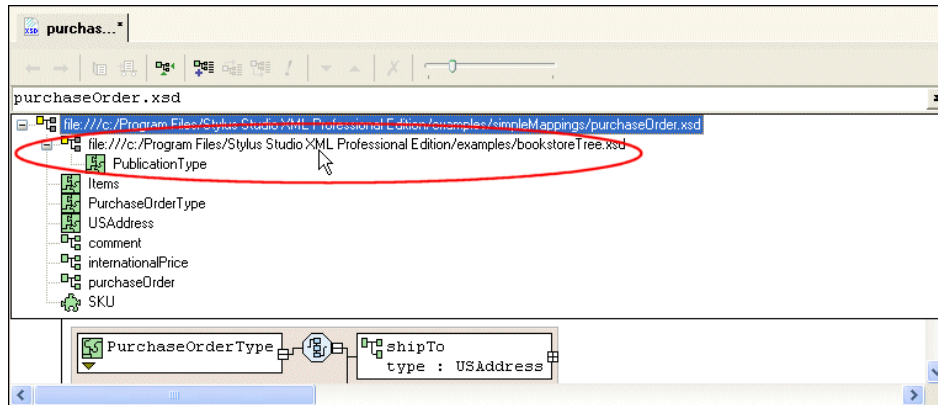 XSD purchas...*
purchaseOrder.xsd
file:///c:/Program Files/Stylus Studio XML Professional Edition/examples/simpleMappings/purchaseOrder.xsd
file:///c:/Program Files/Stylus Studio XML Professional Edition/examples/bookstoreTree.xsd
PublicationType
Items
PurchaseOrderType
USAddress
comment
internationalPrice
purchaseOrder
SKU
PurchaseOrderType
shipTo
type : USAddress